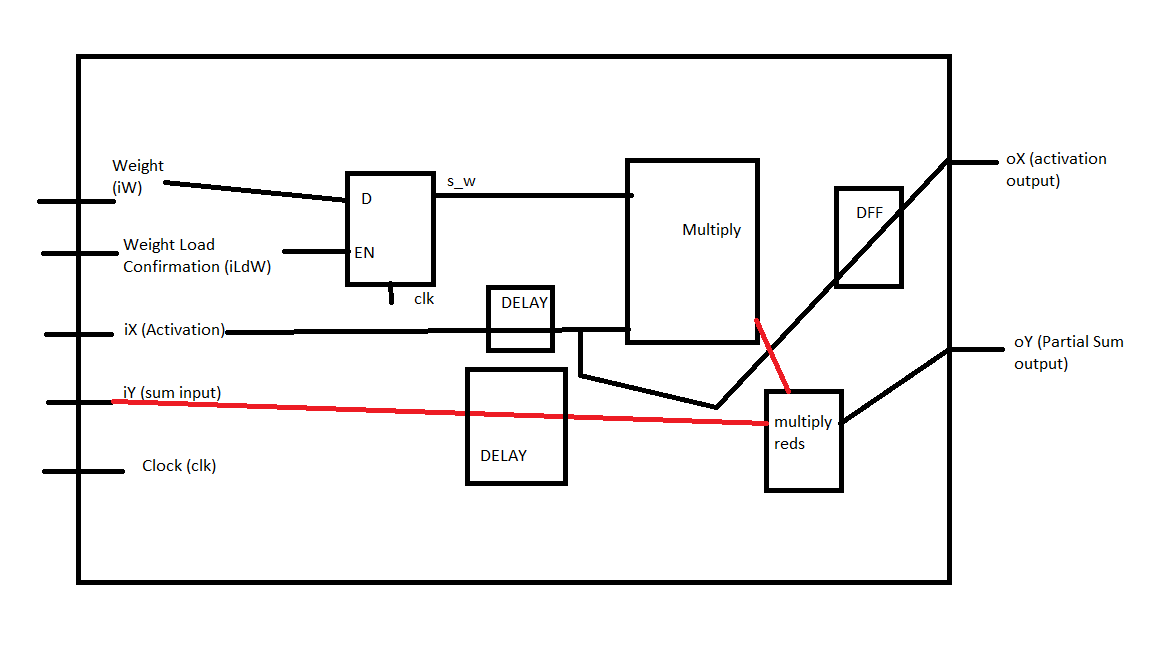 Weight
(iW)
D
s_w
Weight Load
Confirmation (iLdW)
EN
clk
Multiply
DFF
oX (activation
output)
DELAY
iX (Activation)
oY (Partial Sum
output)
iY (sum input)
multiply
reds
DELAY
Clock (clk)